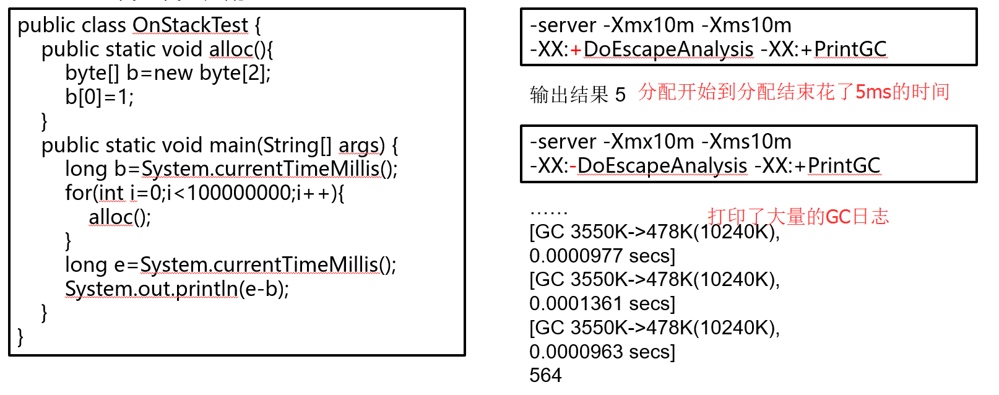 public class OnStackTest {
public static void alloc(){
byte[] b=new byte[2];
b[0]=1;
}
public static void main(String[] args) {
long b=System.currentTimeMillis();
for(int i=0;i<100000000;i++){
alloc();
}
long e=System.currentTimeMillis();
System.out.println(e-b);
}
}
-server -Xmx10m -Xms10m
-XX:+DoEscapeAnalysis -XX:+PrintGC
输出结果 5 分配开始到分配结束花了5ms的时间
-server -Xmx10m -Xms10m
-XX:-DoEscapeAnalysis -XX:+PrintGC
……
打印了大量的GC日志
[GC 3550K->478K(10240K),
0.0000977 secs]
[GC 3550K->478K(10240K),
0.0001361 secs]
[GC 3550K->478K(10240K),
0.0000963 secs]
564